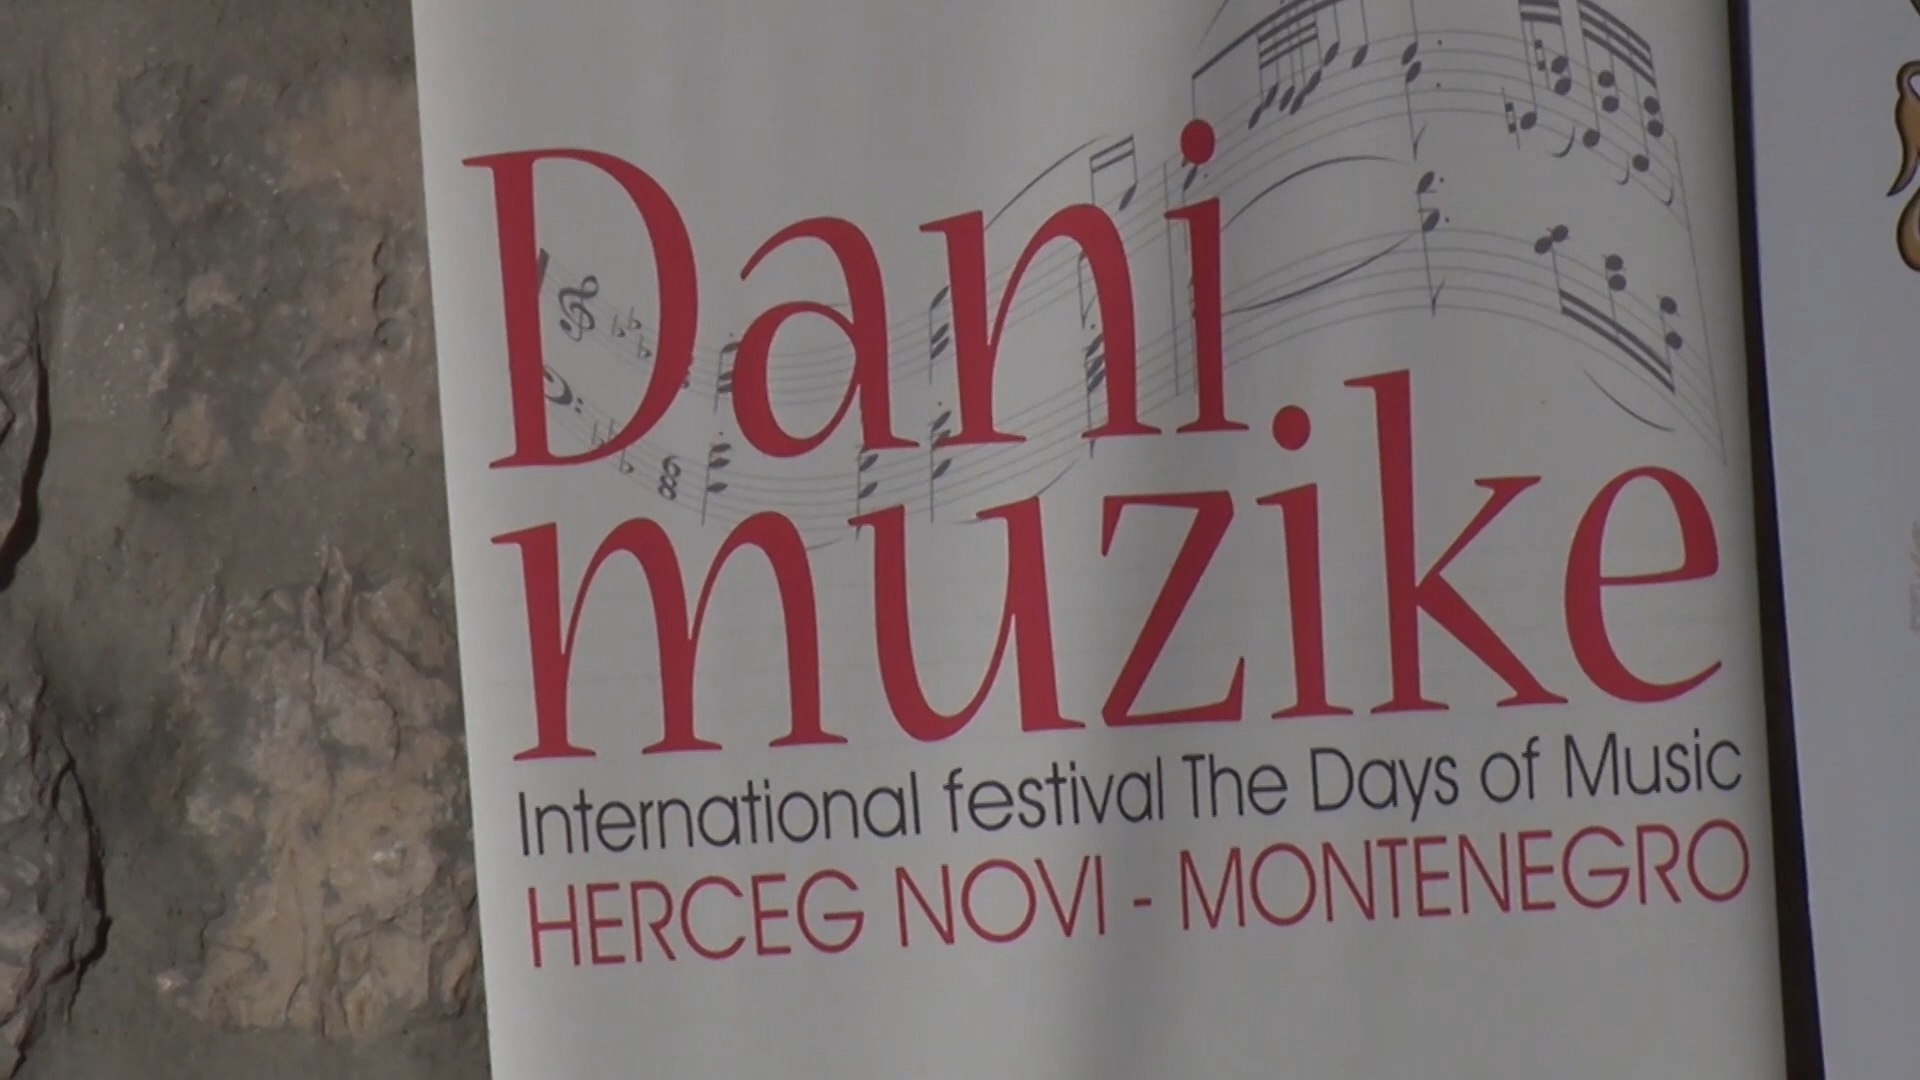 Dani
muzike
International festival The Days of Music
HERCEG NOVI - MONTENEGRO